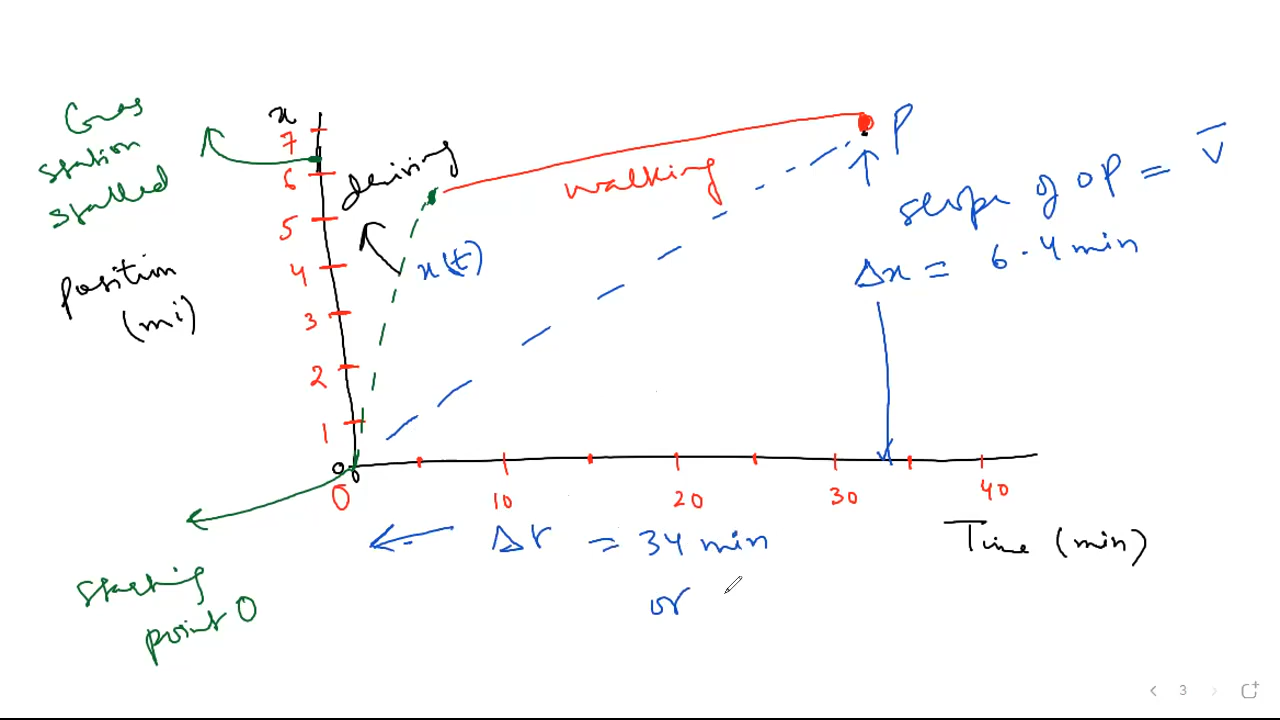 x
Gas
station
stalled
7
6
5
4
3
2
1
position
(mi)
driving
walking
P
x(t)
slope of OP = v̄
Δx = 6.4 min
O
0
10
20
30
40
Δt = 34 min
or
Time (min)
starting
point O
3